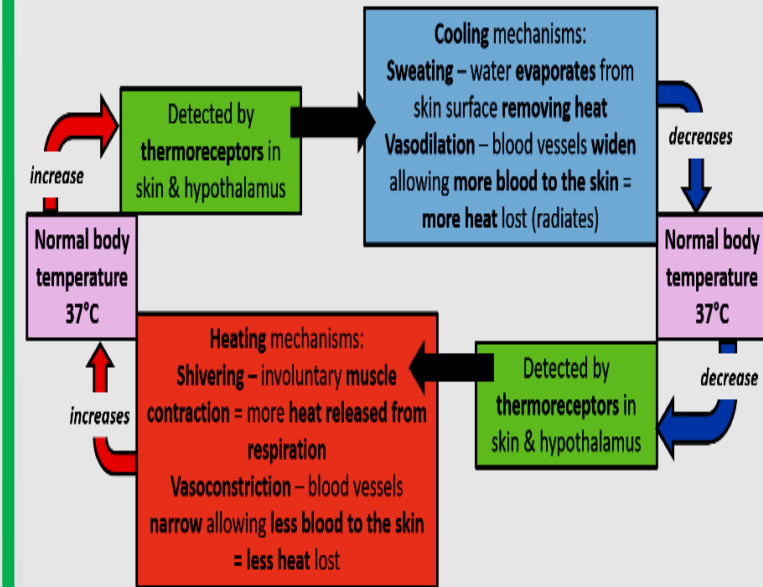 increase
Detected by
thermoreceptors in
skin & hypothalamus
Cooling mechanisms:
Sweating – water evaporates from
skin surface removing heat
Vasodilation – blood vessels widen
allowing more blood to the skin =
more heat lost (radiates)
decreases
Normal body
temperature
37°C
Normal body
temperature
37°C
decrease
Detected by
thermoreceptors in
skin & hypothalamus
Heating mechanisms:
Shivering – involuntary muscle
contraction = more heat released from
respiration
Vasoconstriction – blood vessels
narrow allowing less blood to the skin
= less heat lost
increases